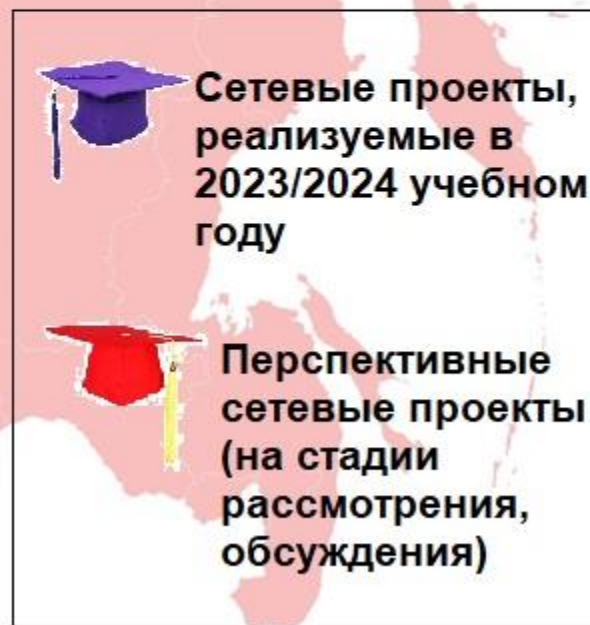 Сетевые проекты,
реализуемые в
2023/2024 учебном
году
Перспективные
сетевые проекты
(на стадии
рассмотрения,
обсуждения)